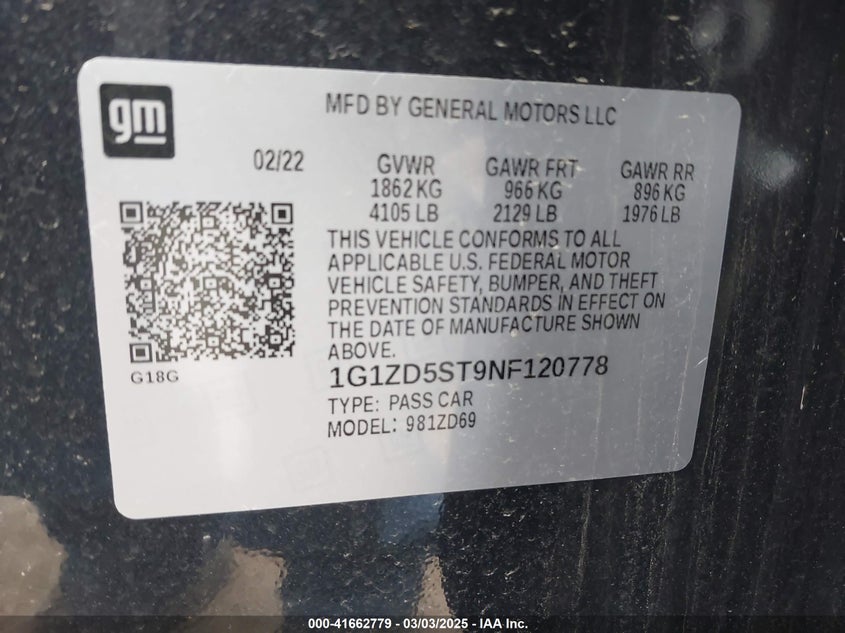 gm
MFD BY GENERAL MOTORS LLC
02/22 GVWR GAWR FRT GAWR RR
1862 KG 966 KG 896 KG
4105 LB 2129 LB 1976 LB
THIS VEHICLE CONFORMS TO ALL
APPLICABLE U.S. FEDERAL MOTOR
VEHICLE SAFETY, BUMPER, AND THEFT
PREVENTION STANDARDS IN EFFECT ON
THE DATE OF MANUFACTURE SHOWN
ABOVE.
G18G
1G1ZD5ST9NF120778
TYPE: PASS CAR
MODEL: 981ZD69
000-41662779 — 03/03/2025 — IAA Inc.